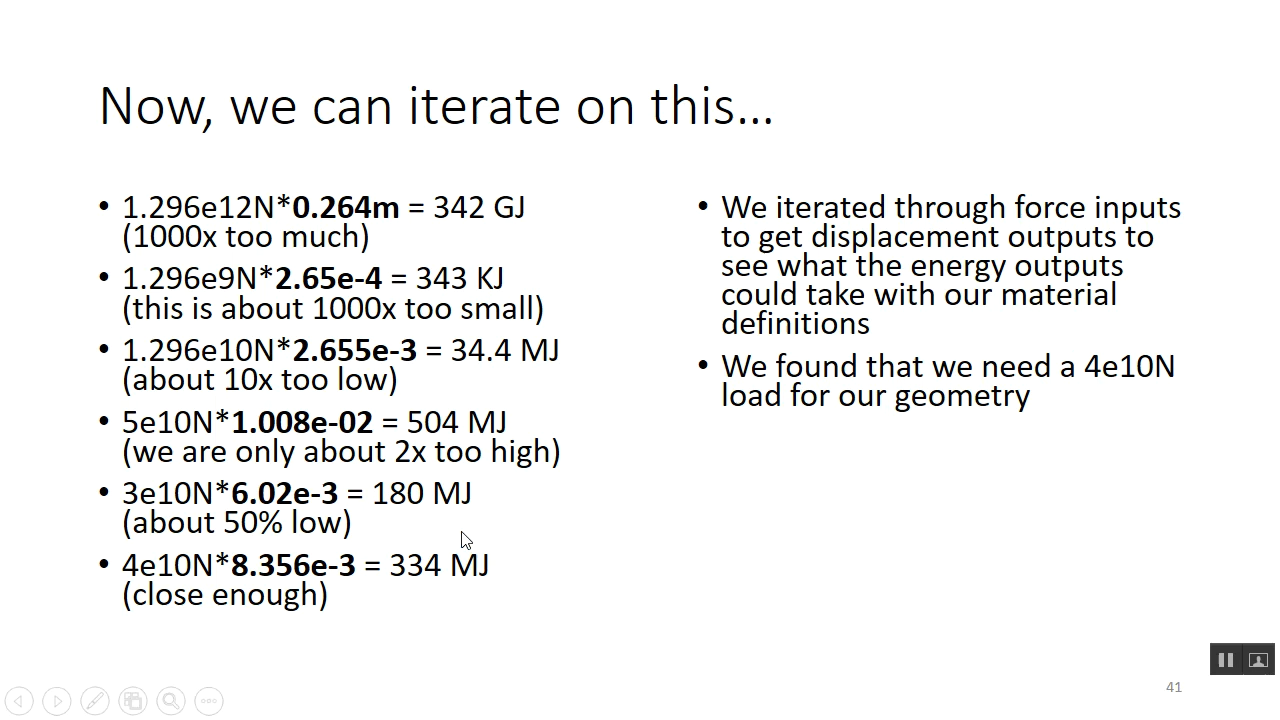 Now, we can iterate on this…
• 1.296e12N*0.264m = 342 GJ
(1000x too much)
• 1.296e9N*2.65e-4 = 343 KJ
(this is about 1000x too small)
• 1.296e10N*2.655e-3 = 34.4 MJ
(about 10x too low)
• 5e10N*1.008e-02 = 504 MJ
(we are only about 2x too high)
• 3e10N*6.02e-3 = 180 MJ
(about 50% low)
• 4e10N*8.356e-3 = 334 MJ
(close enough)
• We iterated through force inputs
to get displacement outputs to
see what the energy outputs
could take with our material
definitions
• We found that we need a 4e10N
load for our geometry
41